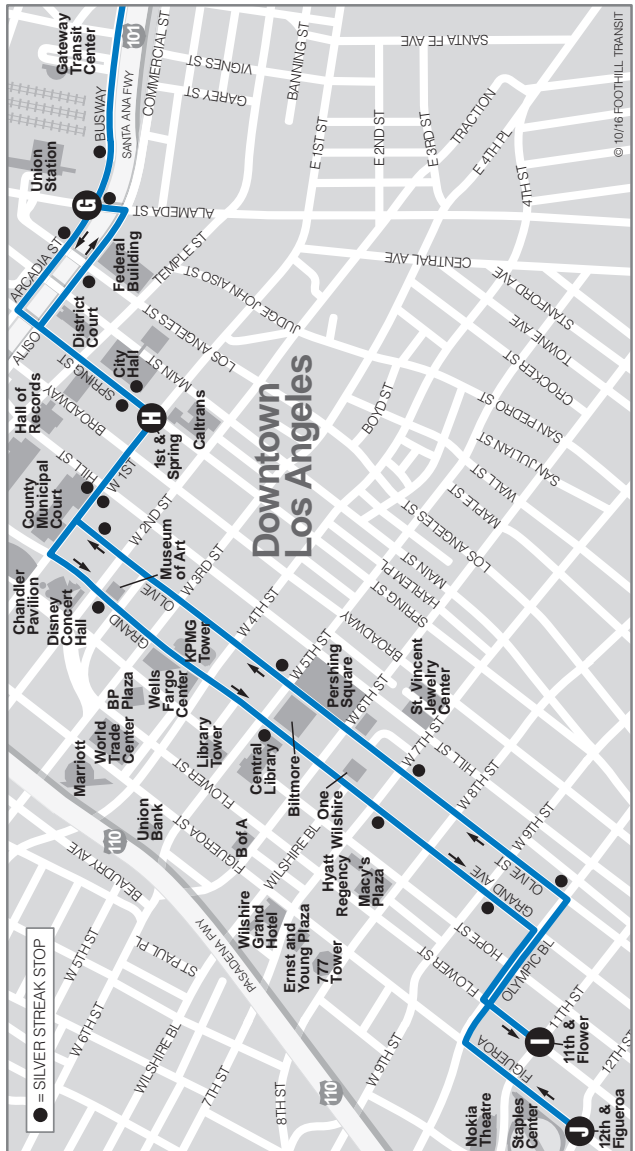 ● = SILVER STREAK STOP
Downtown
Los Angeles
Gateway
Transit
Center
Union
Station
BUSWAY
SANTA ANA FWY
101
COMMERCIAL ST
VIGNES ST
GAREY ST
BANNING ST
SANTA FE AVE
E 1ST ST
E 2ND ST
E 3RD ST
TRACTION
E 4TH PL
4TH ST
ALAMEDA ST
CENTRAL AVE
G
ARCADIA ST
ALISO
Federal
Building
TEMPLE ST
JUDGE JOHN AISO ST
District
Court
LOS ANGELES ST
MAIN ST
SPRING ST
City
Hall
Hall of
Records
BROADWAY
H
1st &
Spring
Caltrans
HILL ST
W 1ST
County
Municipal
Court
W 2ND ST
Museum
of Art
Chandler
Pavilion
Disney
Concert
Hall
OLIVE
W 3RD ST
GRAND
KPMG
Tower
W 4TH ST
Wells
Fargo
Center
BP
Plaza
World
Trade
Center
Marriott
Library
Tower
Central
Library
Biltmore
W 5TH ST
Pershing
Square
W 6TH ST
BROADWAY
SPRING ST
HARLEM PL
MAIN ST
LOS ANGELES ST
MAPLE ST
WALL ST
SAN JULIAN ST
SAN PEDRO ST
CROCKER ST
TOWNE AVE
STANFORD AVE
BOYD ST
St. Vincent
Jewelry
Center
HILL ST
W 7TH ST
W 8TH ST
W 9TH ST
One
Wilshire
Hyatt
Regency
Macy's
Plaza
FLOWER ST
FIGUEROA ST
B of A
Union
Bank
WILSHIRE BL
Wilshire
Grand
Hotel
Ernst and
Young Plaza
777
Tower
110
BEAUDRY AVE
PASADENA FWY
W 5TH ST
ST PAUL PL
W 6TH ST
WILSHIRE BL
7TH ST
8TH ST
110
W 9TH ST
OLIVE ST
GRAND AVE
HOPE ST
FLOWER ST
OLYMPIC BL
FIGUEROA
11TH ST
I
11th &
Flower
12TH ST
Nokia
Theatre
Staples
Center
J
12th &
Figueroa
© 10/16 FOOTHILL TRANSIT